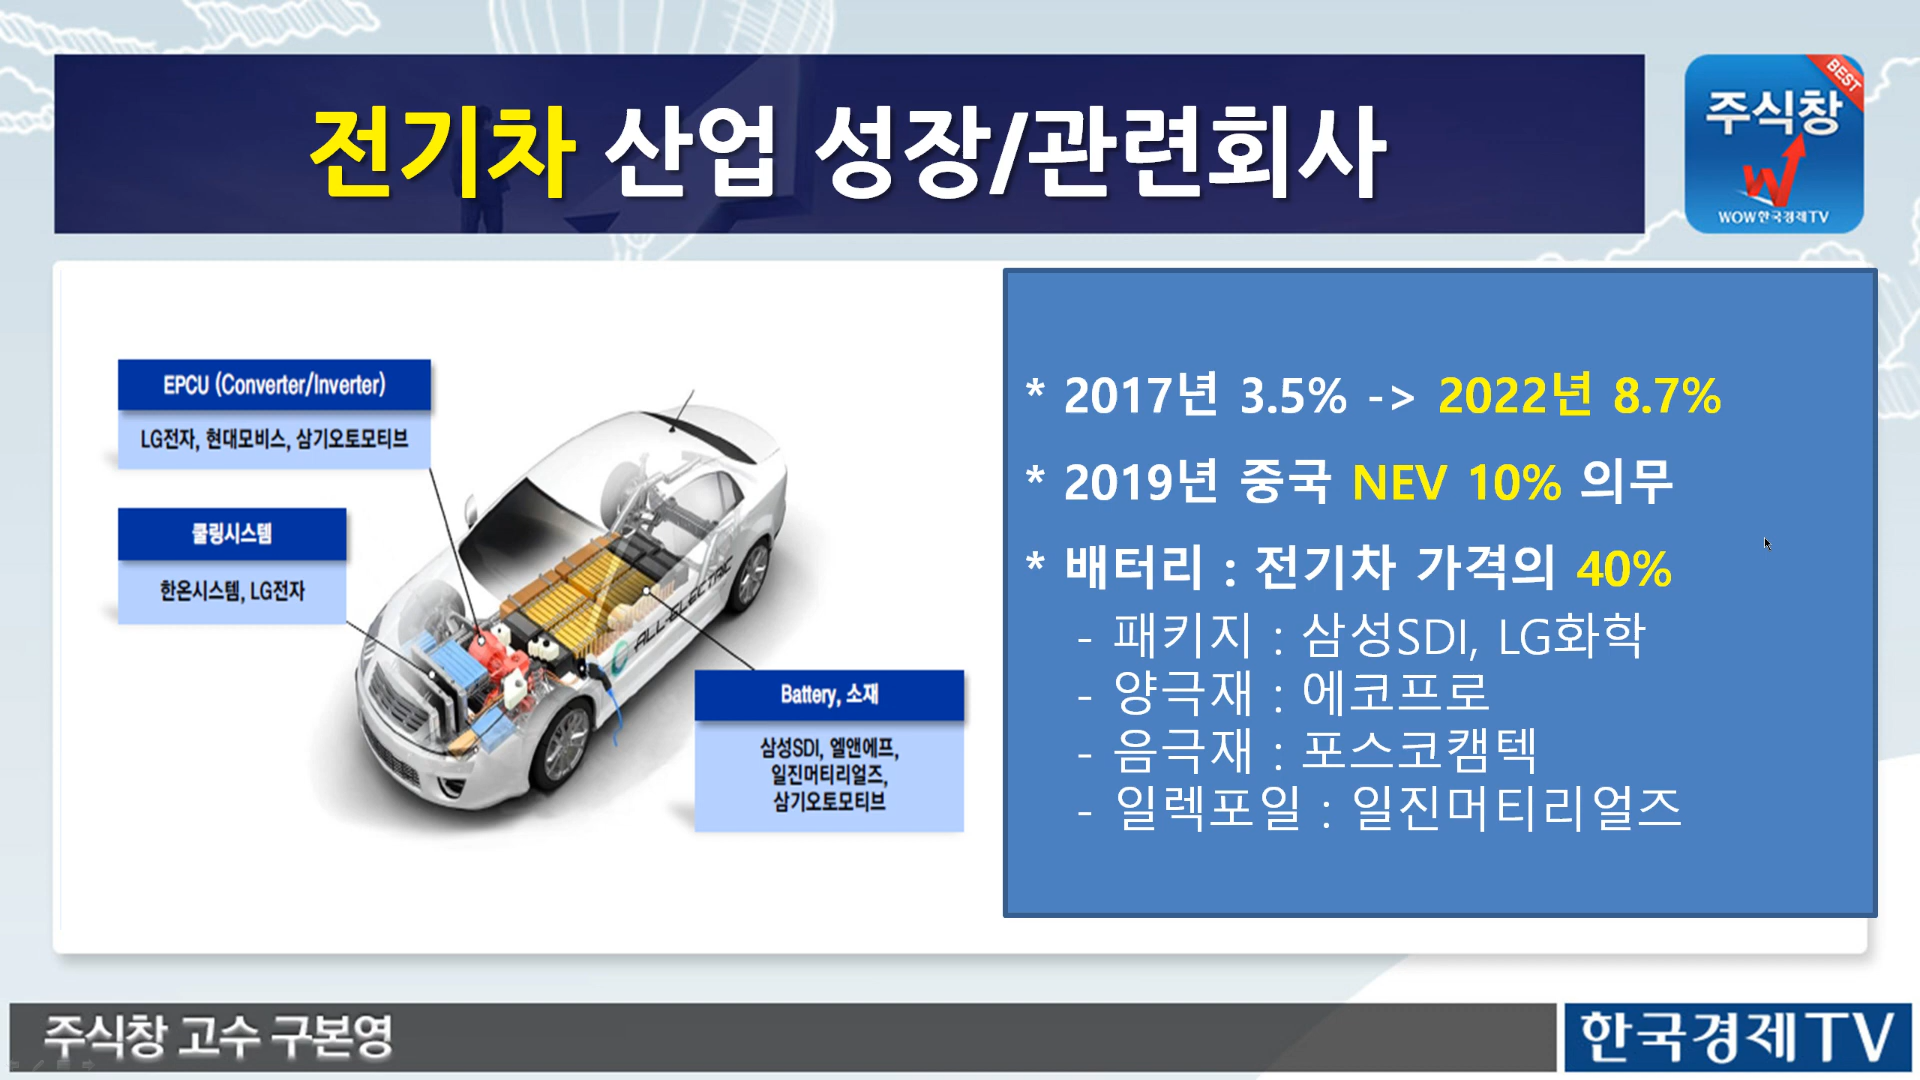 전기차 산업 성장/관련회사
BEST
주식창
W
WOW한국경제TV
EPCU (Converter/Inverter)
LG전자, 현대모비스, 삼기오토모티브
쿨링시스템
한온시스템, LG전자
ALL-ELECTRIC
Battery, 소재
삼성SDI, 엘앤에프,
일진머티리얼즈,
삼기오토모티브
* 2017년 3.5% -> 2022년 8.7%
* 2019년 중국 NEV 10% 의무
* 배터리 : 전기차 가격의 40%
- 패키지 : 삼성SDI, LG화학
- 양극재 : 에코프로
- 음극재 : 포스코캠텍
- 일렉포일 : 일진머티리얼즈
주식창 고수 구본영
한국경제TV